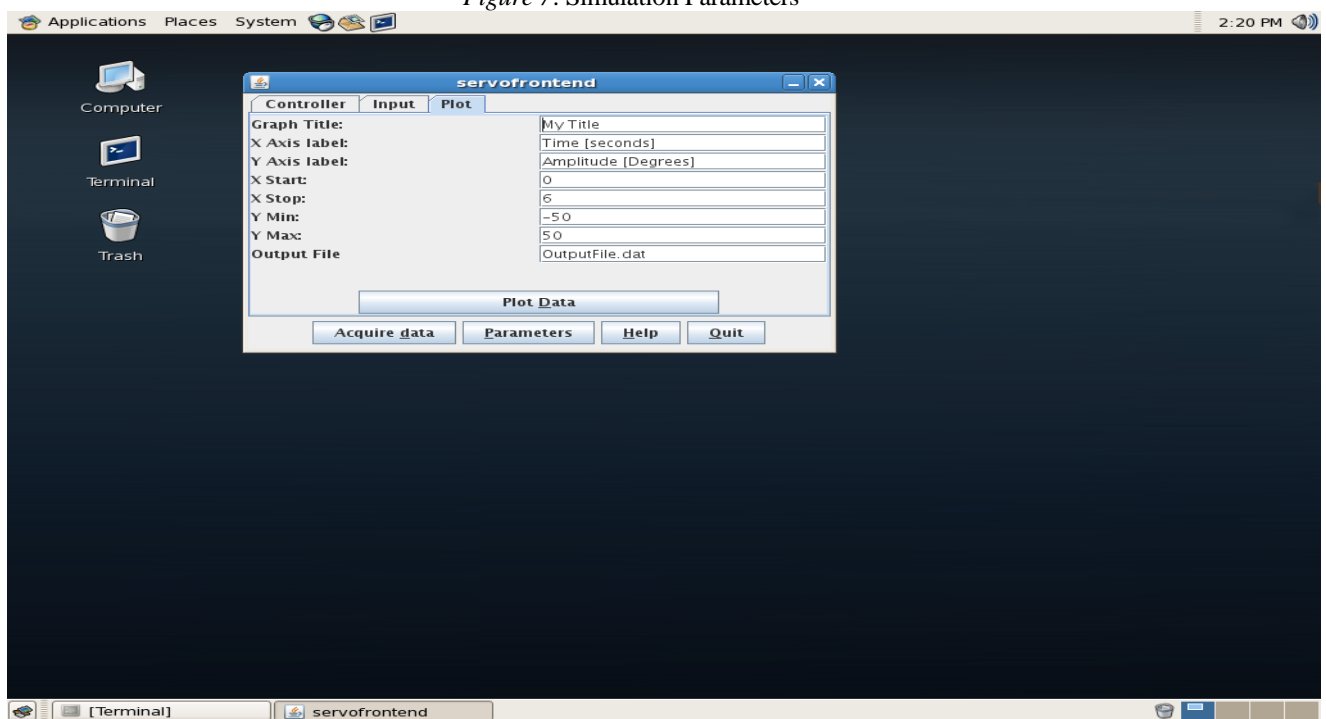 Figure 7. Simulation Parameters
Applications Places System 2:20 PM
Computer
Terminal
Trash
servofrontend
Controller Input Plot
Graph Title: My Title
X Axis label: Time [seconds]
Y Axis label: Amplitude [Degrees]
X Start: 0
X Stop: 6
Y Min: -50
Y Max: 50
Output File OutputFile.dat
Plot Data
Acquire data Parameters Help Quit
[Terminal] servofrontend